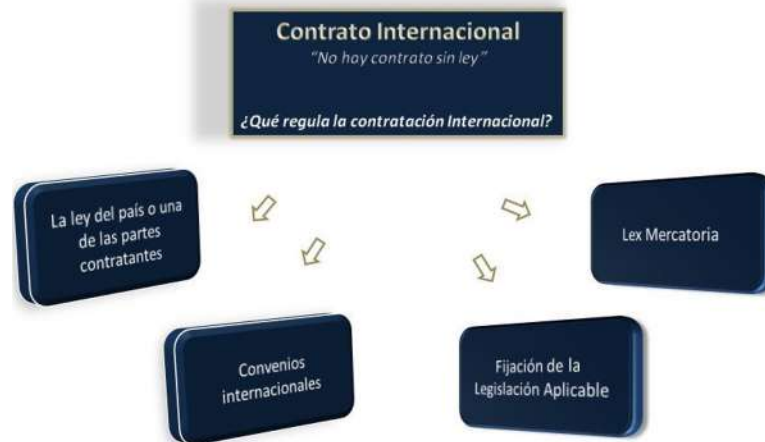 Contrato Internacional
“No hay contrato sin ley”
¿Qué regula la contratación Internacional?
La ley del país o una
de las partes
contratantes
Lex Mercatoria
Convenios
internacionales
Fijación de la
Legislación Aplicable